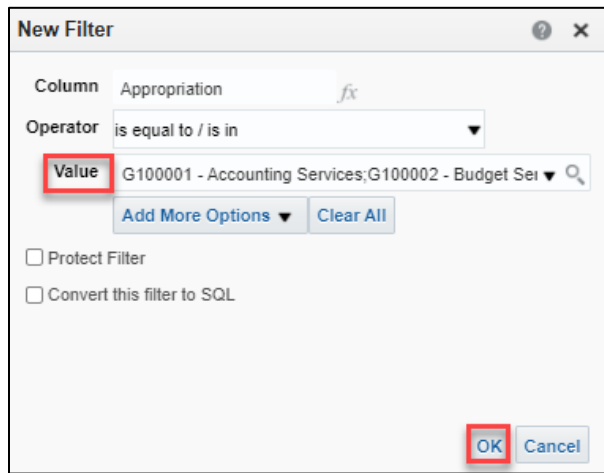 New Filter
Column Appropriation fx
Operator is equal to / is in
Value G100001 - Accounting Services;G100002 - Budget Ser
Add More Options Clear All
Protect Filter
Convert this filter to SQL
OK Cancel